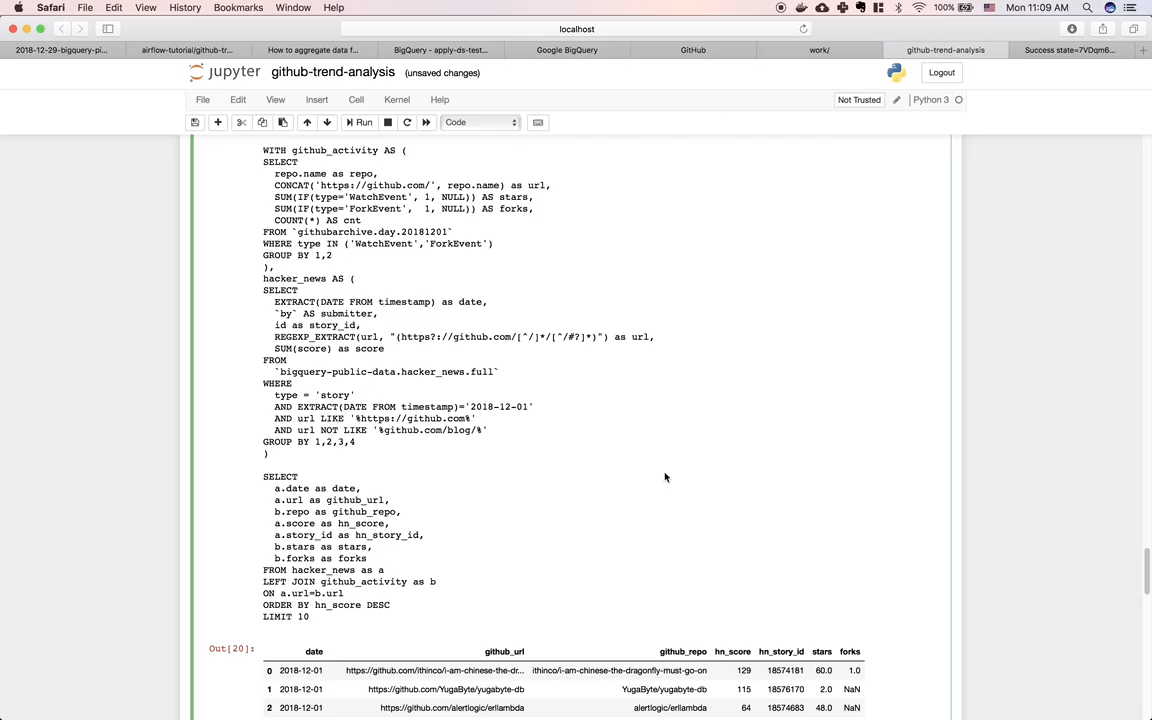 Safari File Edit View History Bookmarks Window Help 100% Mon 11:09 AM
localhost
2018-12-29-bigquery-pi... airflow-tutorial/github-tr... How to aggregate data f... BigQuery - apply-ds-test... Google BigQuery GitHub work/ github-trend-analysis Success state=7VDqm6...
jupyter github-trend-analysis (unsaved changes) Logout
File Edit View Insert Cell Kernel Help Not Trusted Python 3
Run Code
WITH github_activity AS (
SELECT
repo.name as repo,
CONCAT('https://github.com/', repo.name) as url,
SUM(IF(type='WatchEvent', 1, NULL)) AS stars,
SUM(IF(type='ForkEvent',  1, NULL)) AS forks,
COUNT(*) AS cnt
FROM `githubarchive.day.20181201`
WHERE type IN ('WatchEvent','ForkEvent')
GROUP BY 1,2
),
hacker_news AS (
SELECT
EXTRACT(DATE FROM timestamp) as date,
`by` AS submitter,
id as story_id,
REGEXP_EXTRACT(url, "(https?://github.com/[^/]*/[^/#?]*)") as url,
SUM(score) as score
FROM
`bigquery-public-data.hacker_news.full`
WHERE
type = 'story'
AND EXTRACT(DATE FROM timestamp)='2018-12-01'
AND url LIKE '%https://github.com%'
AND url NOT LIKE '%github.com/blog/%'
GROUP BY 1,2,3,4
)
SELECT
a.date as date,
a.url as github_url,
b.repo as github_repo,
a.score as hn_score,
a.story_id as hn_story_id,
b.stars as stars,
b.forks as forks
FROM hacker_news as a
LEFT JOIN github_activity as b
ON a.url=b.url
ORDER BY hn_score DESC
LIMIT 10
Out[20]: date github_url github_repo hn_score hn_story_id stars forks
0 2018-12-01 https://github.com/ithinco/i-am-chinese-the-dr... ithinco/i-am-chinese-the-dragonfly-must-go-on 129 18574181 60.0 1.0
1 2018-12-01 https://github.com/YugaByte/yugabyte-db YugaByte/yugabyte-db 115 18576170 2.0 NaN
2 2018-12-01 https://github.com/alertlogic/erllambda alertlogic/erllambda 64 18574683 48.0 NaN